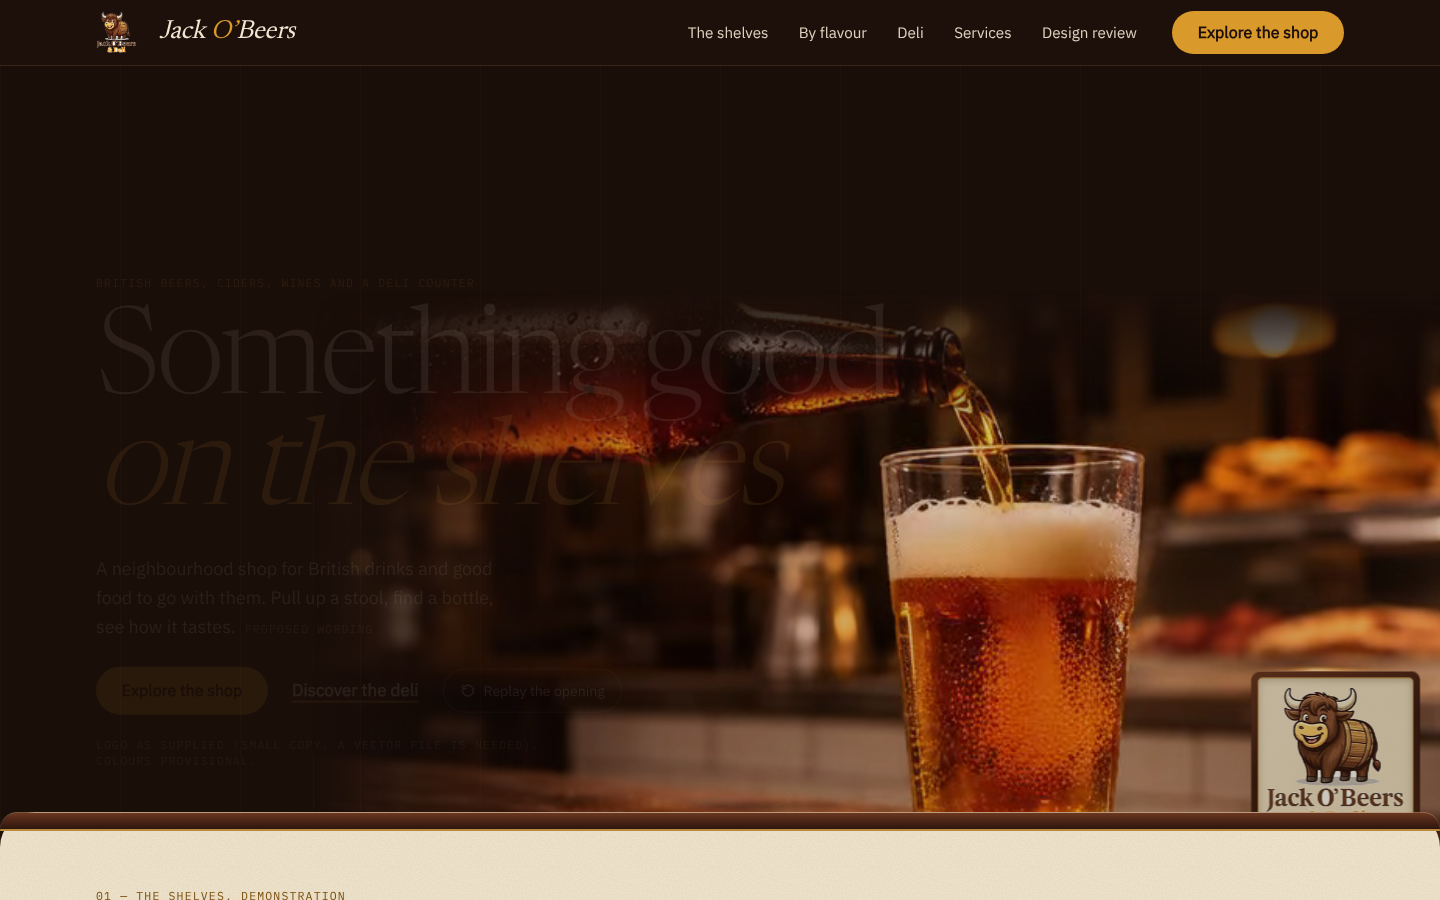 Jack O'Beers
The shelves
By flavour
Deli
Services
Design review
Explore the shop
BRITISH BEERS, CIDERS, WINES AND A DELI COUNTER
Something good
on the shelves
A neighbourhood shop for British drinks and good
food to go with them. Pull up a stool, find a bottle,
see how it tastes. PROPOSED WORDING
Explore the shop
Discover the deli
Replay the opening
LOGO AS SUPPLIED (SMALL COPY, A VECTOR FILE IS NEEDED).
COLOURS PROVISIONAL
Jack O'Beers
01 — THE SHELVES, DEMONSTRATION